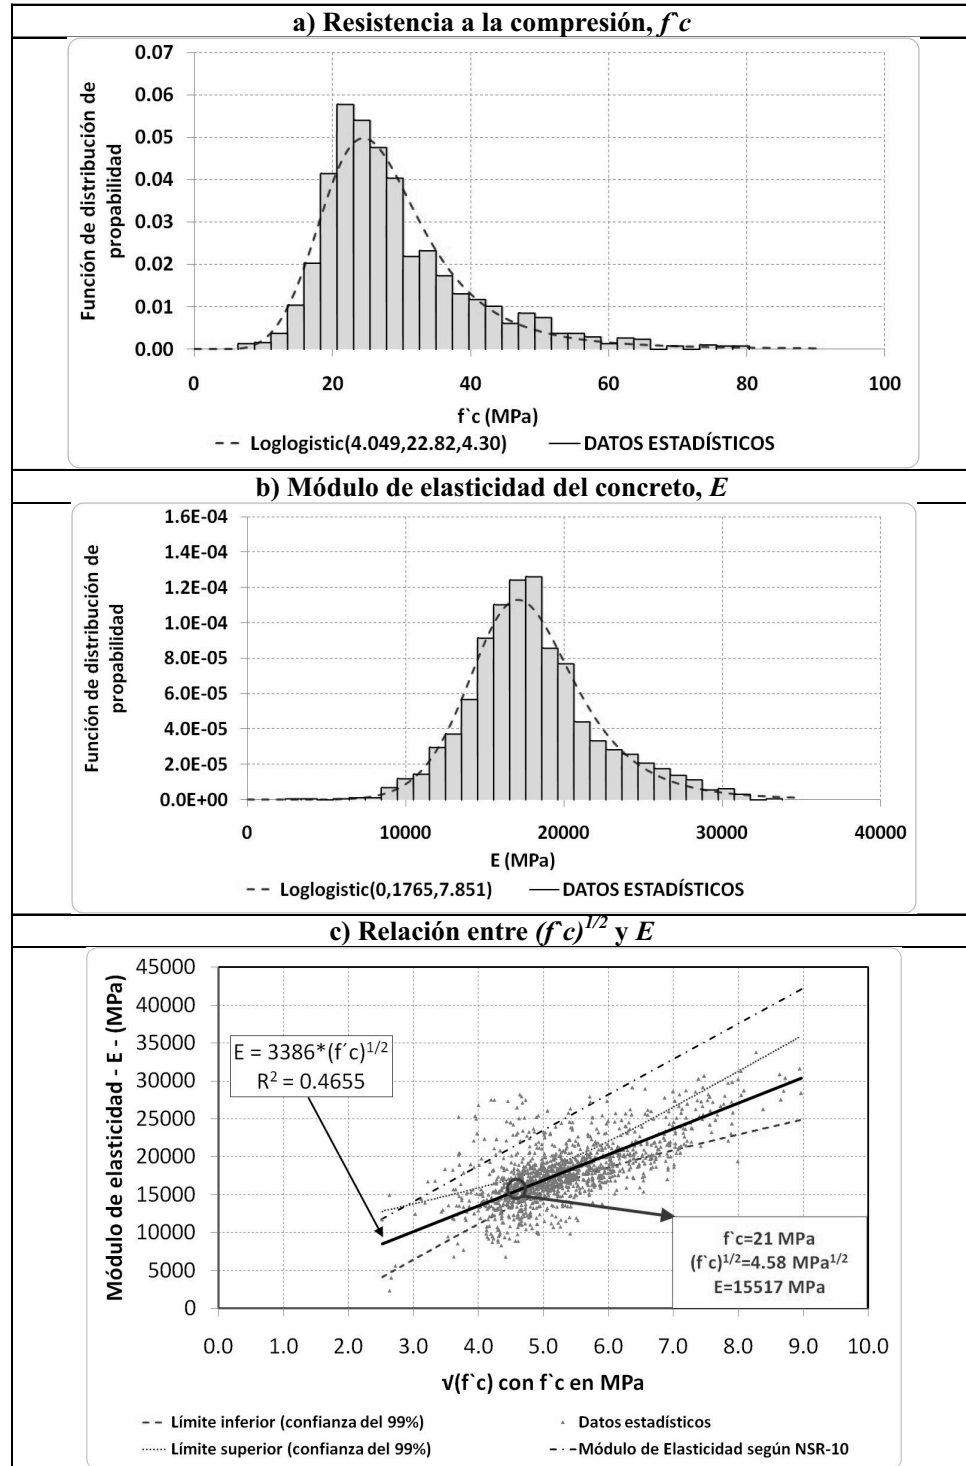 a) Resistencia a la compresión, f`c
Función de distribución de
propabilidad
0.07
0.06
0.05
0.04
0.03
0.02
0.01
0.00
0 20 40 60 80 100
f`c (MPa)
Loglogistic(4.049,22.82,4.30) DATOS ESTADÍSTICOS
b) Módulo de elasticidad del concreto, E
Función de distribución de
propabilidad
1.6E-04
1.4E-04
1.2E-04
1.0E-04
8.0E-05
6.0E-05
4.0E-05
2.0E-05
0.0E+00
0 10000 20000 30000 40000
E (MPa)
Loglogistic(0,1765,7.851) DATOS ESTADÍSTICOS
c) Relación entre (f`c)^1/2 y E
Módulo de elasticidad - E - (MPa)
45000
40000
35000
30000
25000
20000
15000
10000
5000
0
E = 3386*(f´c)^1/2
R² = 0.4655
f`c=21 MPa
(f`c)^1/2=4.58 MPa^1/2
E=15517 MPa
0.0 1.0 2.0 3.0 4.0 5.0 6.0 7.0 8.0 9.0 10.0
√(f`c) con f`c en MPa
Límite inferior (confianza del 99%) Datos estadísticos
Límite superior (confianza del 99%) Módulo de Elasticidad según NSR-10